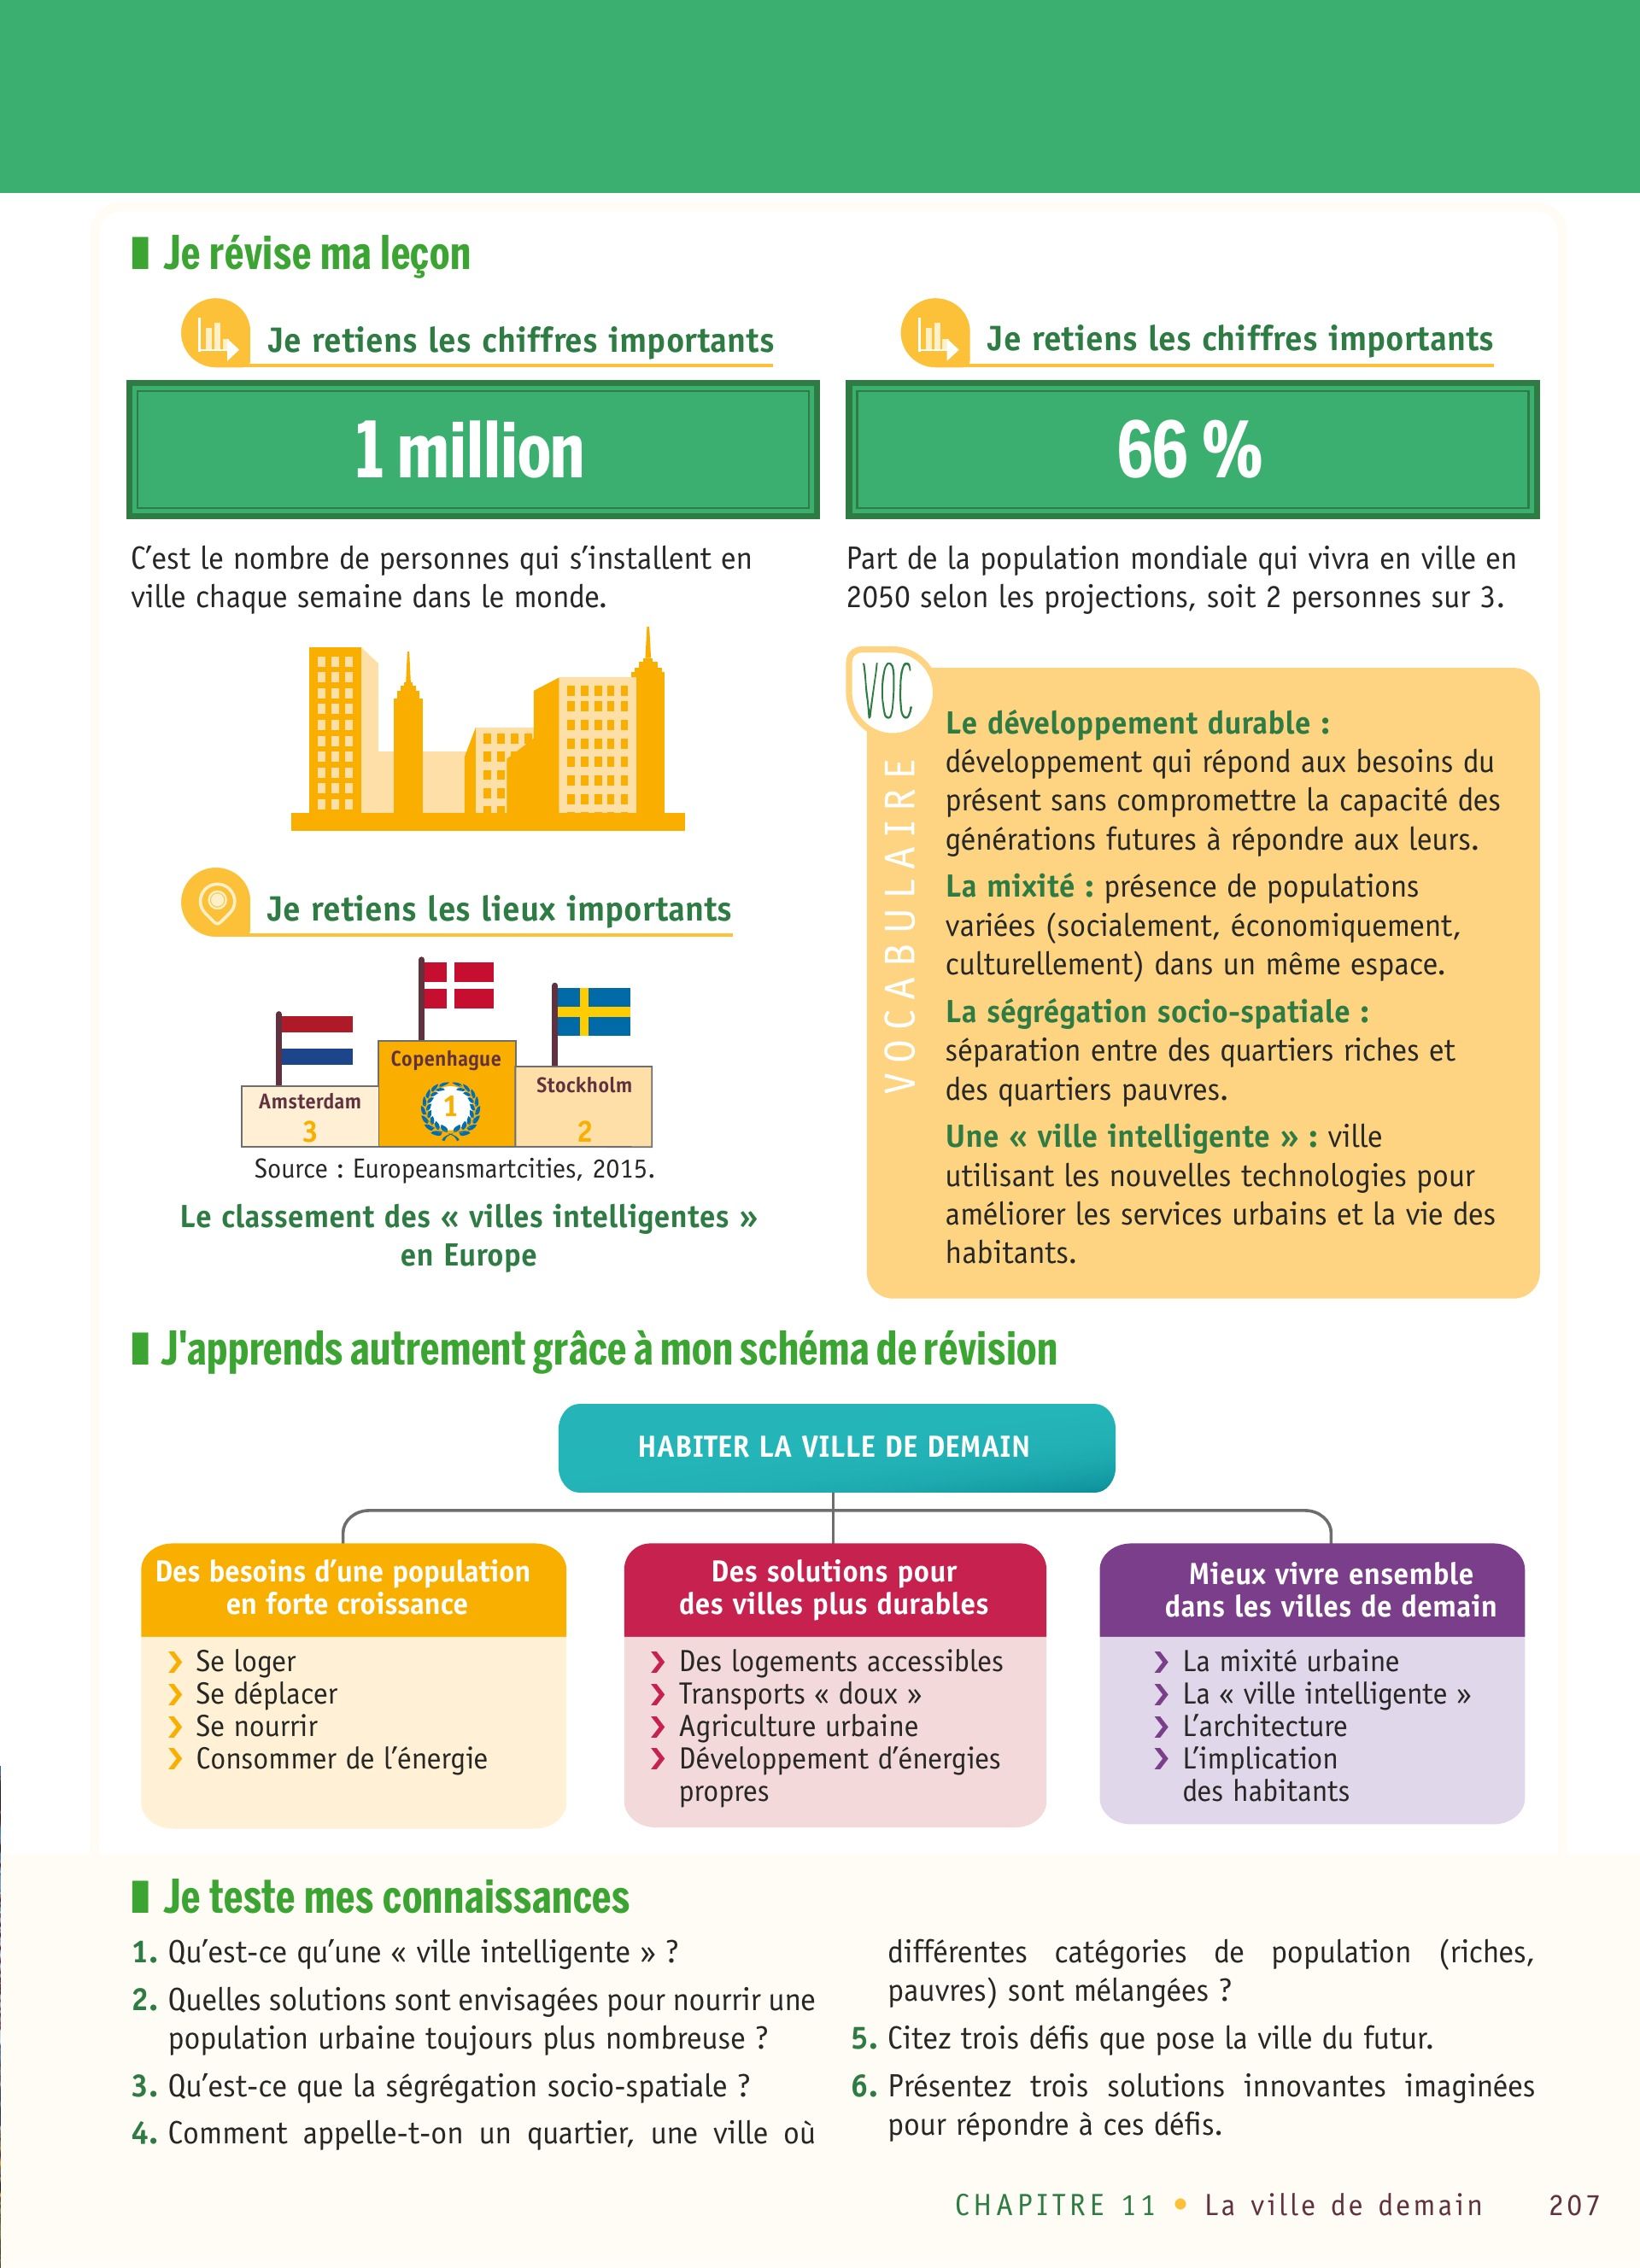 Je révise ma leçon
Je retiens les chiffres importants
1 million
C’est le nombre de personnes qui s’installent en
ville chaque semaine dans le monde.
Je retiens les lieux importants
Copenhague
1
Stockholm
2
Amsterdam
3
Source : Europeansmartcities, 2015.
Le classement des « villes intelligentes »
en Europe
Je retiens les chiffres importants
66 %
Part de la population mondiale qui vivra en ville en
2050 selon les projections, soit 2 personnes sur 3.
VOC
VOCABULAIRE
Le développement durable :
développement qui répond aux besoins du
présent sans compromettre la capacité des
générations futures à répondre aux leurs.
La mixité : présence de populations
variées (socialement, économiquement,
culturellement) dans un même espace.
La ségrégation socio-spatiale :
séparation entre des quartiers riches et
des quartiers pauvres.
Une « ville intelligente » : ville
utilisant les nouvelles technologies pour
améliorer les services urbains et la vie des
habitants.
J'apprends autrement grâce à mon schéma de révision
HABITER LA VILLE DE DEMAIN
Des besoins d’une population
en forte croissance
❯ Se loger
❯ Se déplacer
❯ Se nourrir
❯ Consommer de l’énergie
Des solutions pour
des villes plus durables
❯ Des logements accessibles
❯ Transports « doux »
❯ Agriculture urbaine
❯ Développement d’énergies
propres
Mieux vivre ensemble
dans les villes de demain
❯ La mixité urbaine
❯ La « ville intelligente »
❯ L’architecture
❯ L’implication
des habitants
Je teste mes connaissances
1. Qu’est-ce qu’une « ville intelligente » ?
2. Quelles solutions sont envisagées pour nourrir une
population urbaine toujours plus nombreuse ?
3. Qu’est-ce que la ségrégation socio-spatiale ?
4. Comment appelle-t-on un quartier, une ville où
différentes catégories de population (riches,
pauvres) sont mélangées ?
5. Citez trois défis que pose la ville du futur.
6. Présentez trois solutions innovantes imaginées
pour répondre à ces défis.
CHAPITRE 11 • La ville de demain 207